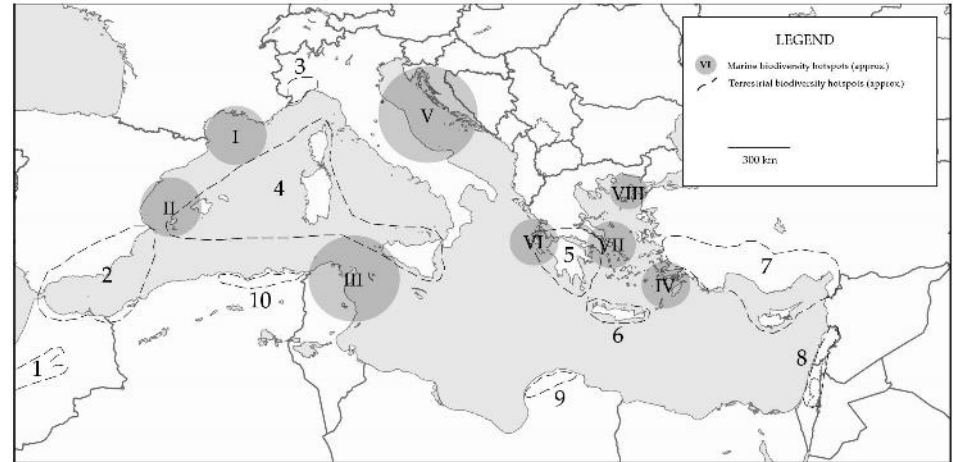 LEGEND
VI Marine biodiversity hotspots (approx.)
Terrestrial biodiversity hotspots (approx.)
300 km
3
V
I
4
VIII
II
VI
5
VII
7
2
III
IV
10
6
8
1
9